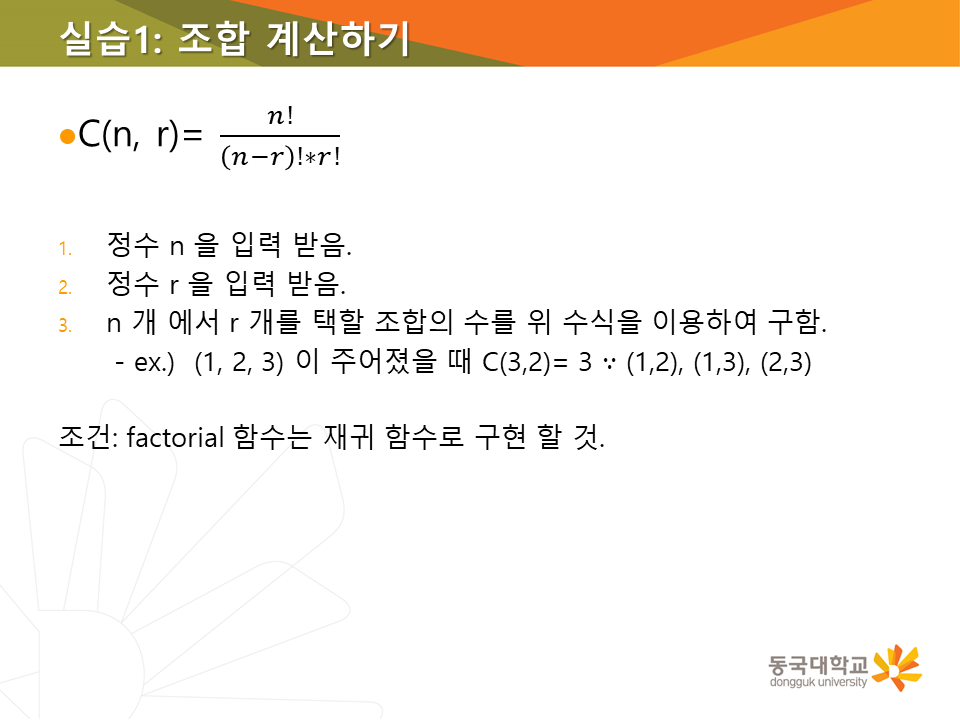 실습1: 조합 계산하기
●C(n, r)= 𝑛! / (𝑛−𝑟)!∗𝑟!
1. 정수 n 을 입력 받음.
2. 정수 r 을 입력 받음.
3. n 개 에서 r 개를 택할 조합의 수를 위 수식을 이용하여 구함.
- ex.) (1, 2, 3) 이 주어졌을 때 C(3,2)= 3 ∵ (1,2), (1,3), (2,3)
조건: factorial 함수는 재귀 함수로 구현 할 것.
동국대학교
dongguk university